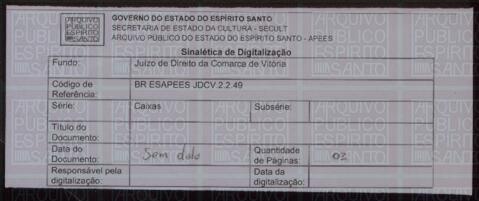 ARQUIVO
PÚBLICO
ESPÍRITO
SANTO
GOVERNO DO ESTADO DO ESPÍRITO SANTO
SECRETARIA DE ESTADO DA CULTURA - SECULT
ARQUIVO PÚBLICO DO ESTADO DO ESPÍRITO SANTO - APEES
Sinalética de Digitalização
Fundo: Juízo de Direito da Comarca de Vitória
Código de
Referência: BR ESAPEES JDCV.2.2.49
Série: Caixas Subsérie:
Título do
Documento:
Data do
Documento: Sem data Quantidade
de Páginas: 02
Responsável pela
digitalização: Data da
digitalização: